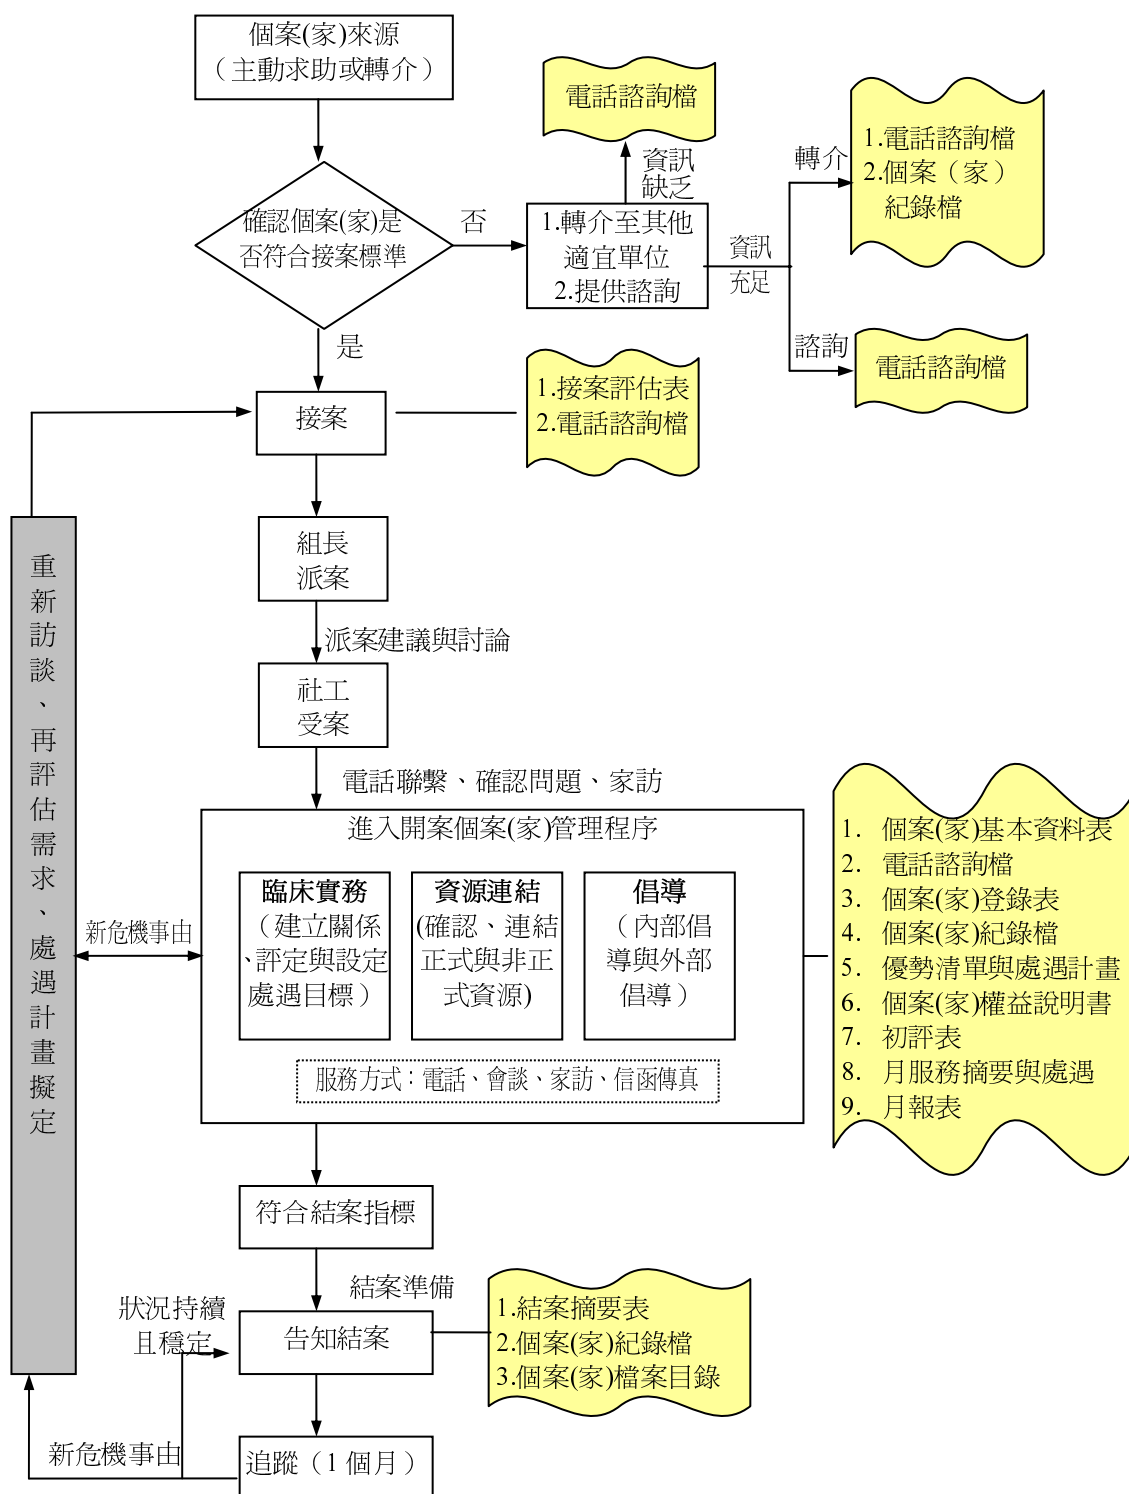 個案(家)來源
（主動求助或轉介）
電話諮詢檔
1.電話諮詢檔
2.個案（家）
紀錄檔
轉介
資訊
缺乏
確認個案(家)是
否符合接案標準
否
1.轉介至其他
適宜單位
2.提供諮詢
資訊
充足
諮詢
電話諮詢檔
是
1.接案評估表
2.電話諮詢檔
接案
組長
派案
派案建議與討論
社工
受案
電話聯繫、確認問題、家訪
進入開案個案(家)管理程序
臨床實務
（建立關係
、評定與設定
處遇目標）
資源連結
(確認、連結
正式與非正
式資源)
倡導
（內部倡
導與外部
倡導）
服務方式：電話、會談、家訪、信函傳真
1. 個案(家)基本資料表
2. 電話諮詢檔
3. 個案(家)登錄表
4. 個案(家)紀錄檔
5. 優勢清單與處遇計畫
6. 個案(家)權益說明書
7. 初評表
8. 月服務摘要與處遇
9. 月報表
新危機事由
重新訪談、再評估需求、處遇計畫擬定
符合結案指標
結案準備
告知結案
1.結案摘要表
2.個案(家)紀錄檔
3.個案(家)檔案目錄
狀況持續
且穩定
新危機事由
追蹤（1 個月）